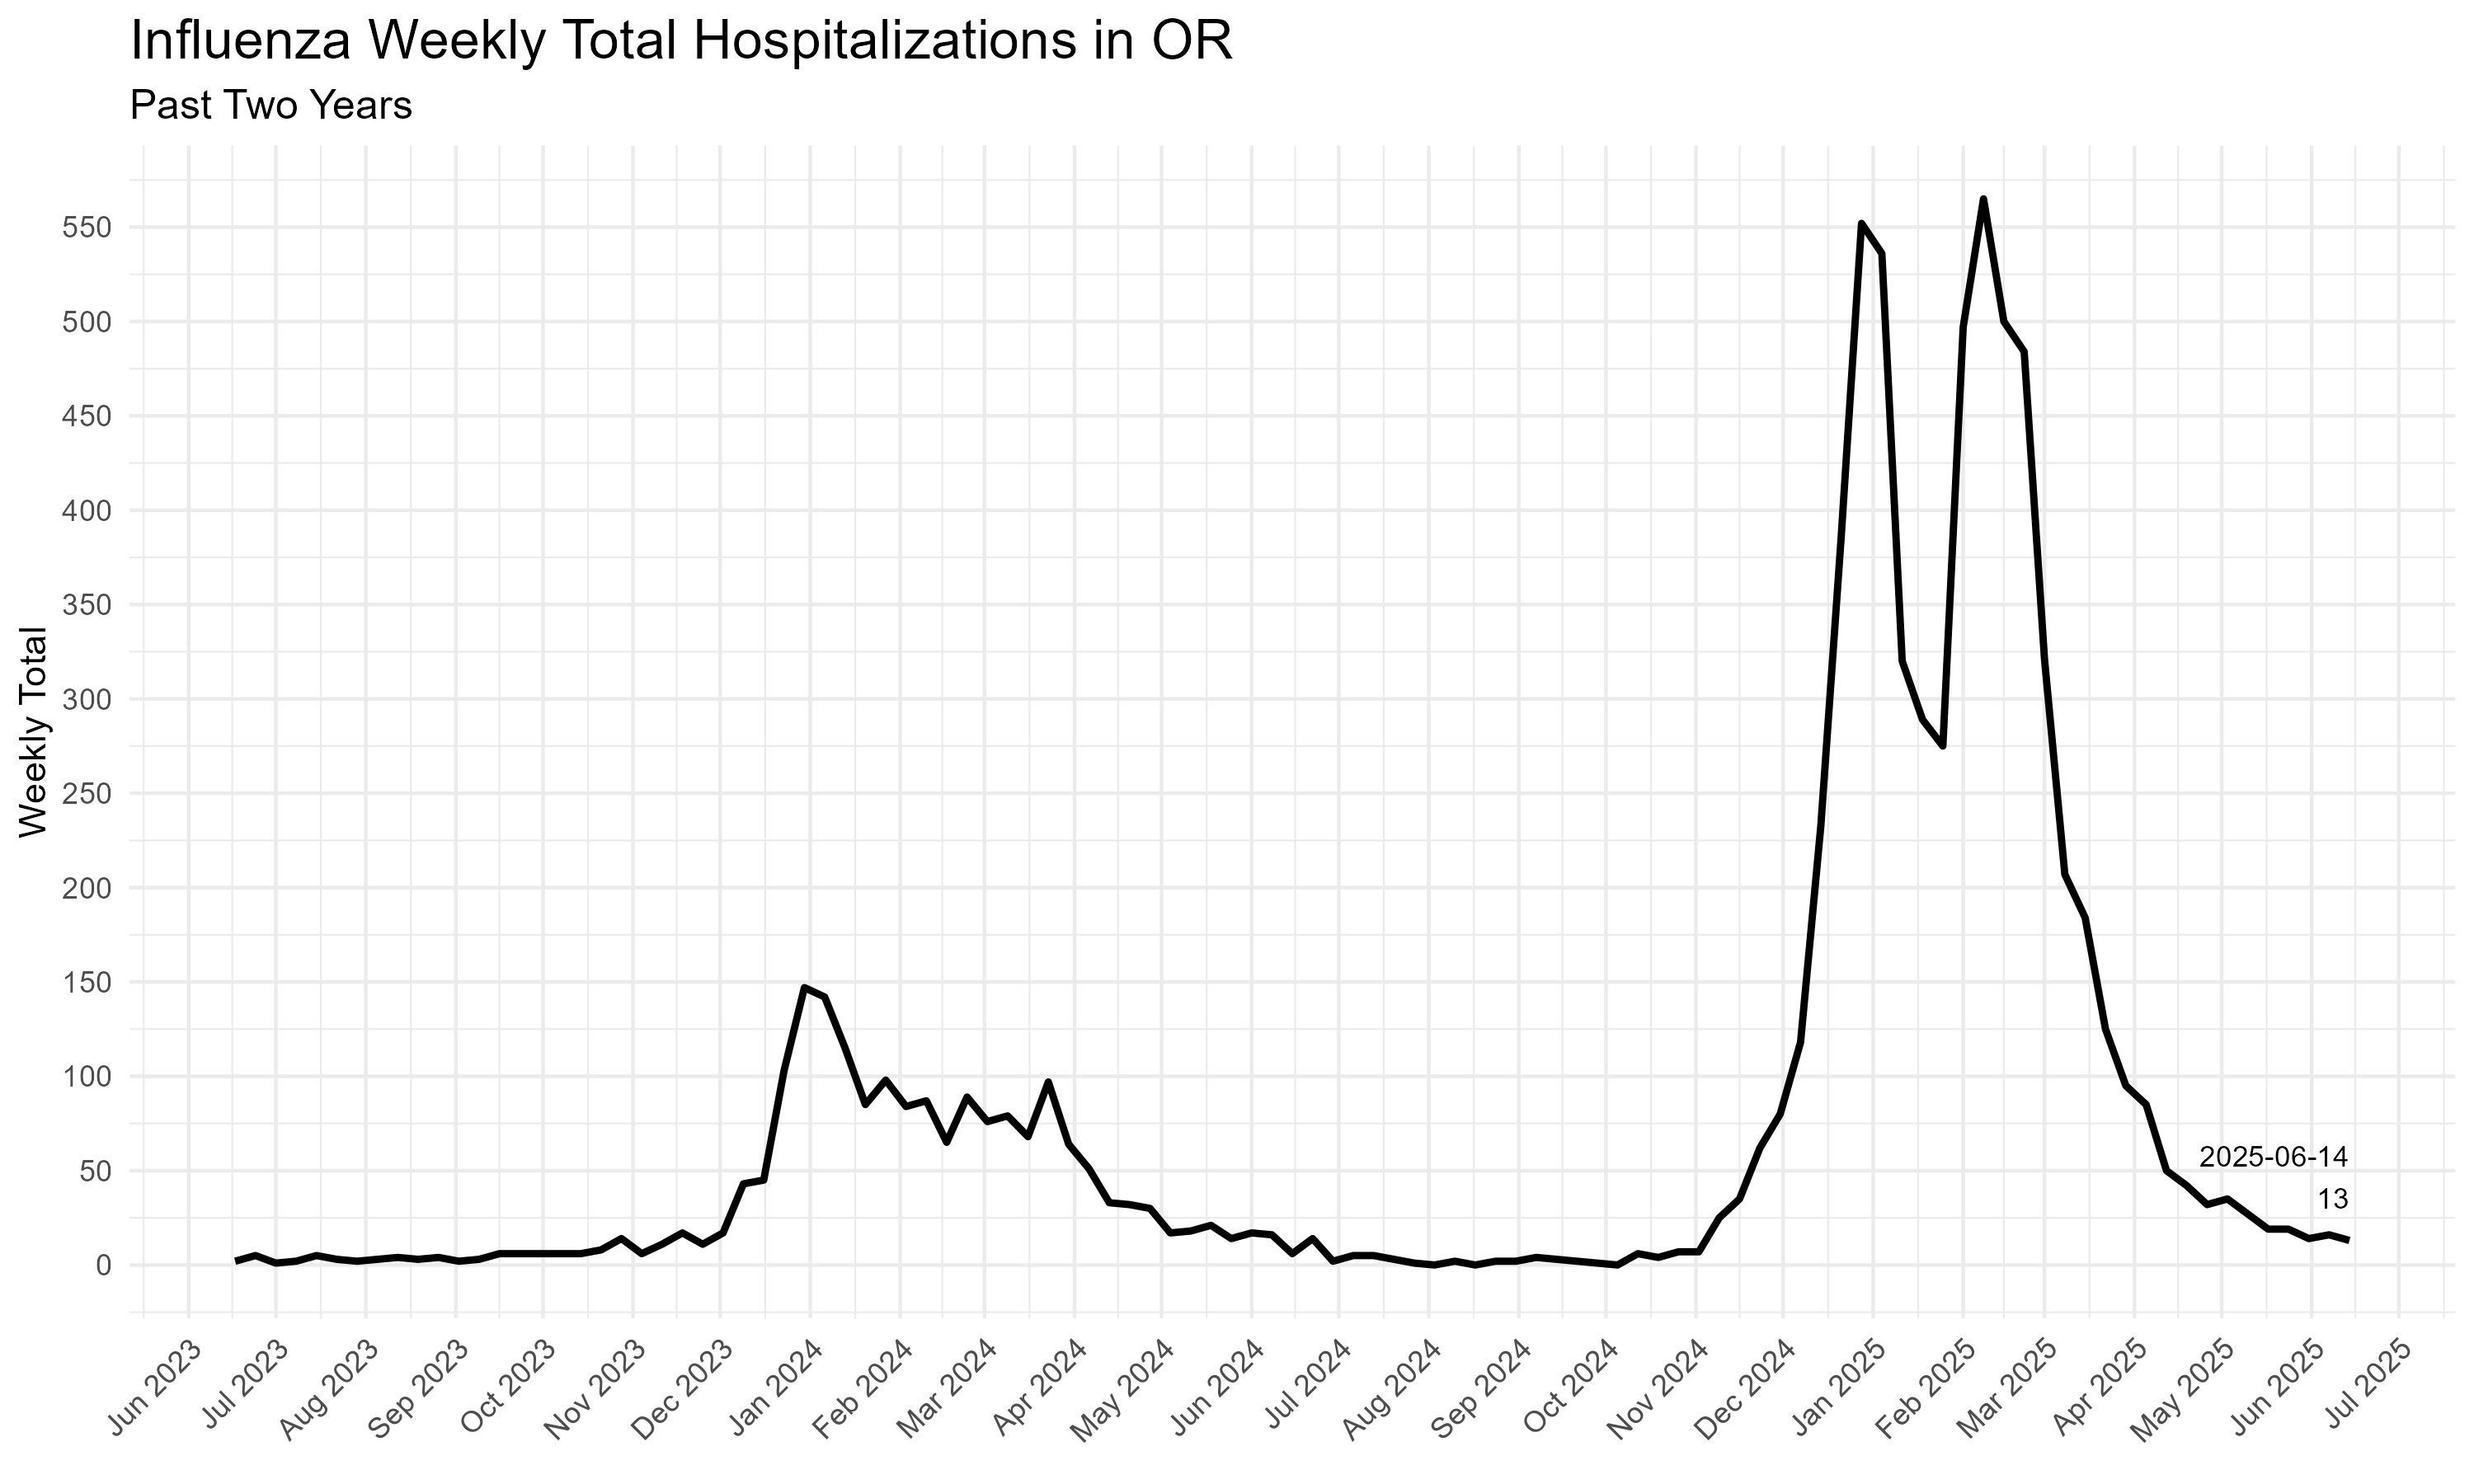 Influenza Weekly Total Hospitalizations in OR
Past Two Years
Weekly Total
550
500
450
400
350
300
250
200
150
100
50
0
2025-06-14
13
Jun 2023
Jul 2023
Aug 2023
Sep 2023
Oct 2023
Nov 2023
Dec 2023
Jan 2024
Feb 2024
Mar 2024
Apr 2024
May 2024
Jun 2024
Jul 2024
Aug 2024
Sep 2024
Oct 2024
Nov 2024
Dec 2024
Jan 2025
Feb 2025
Mar 2025
Apr 2025
May 2025
Jun 2025
Jul 2025